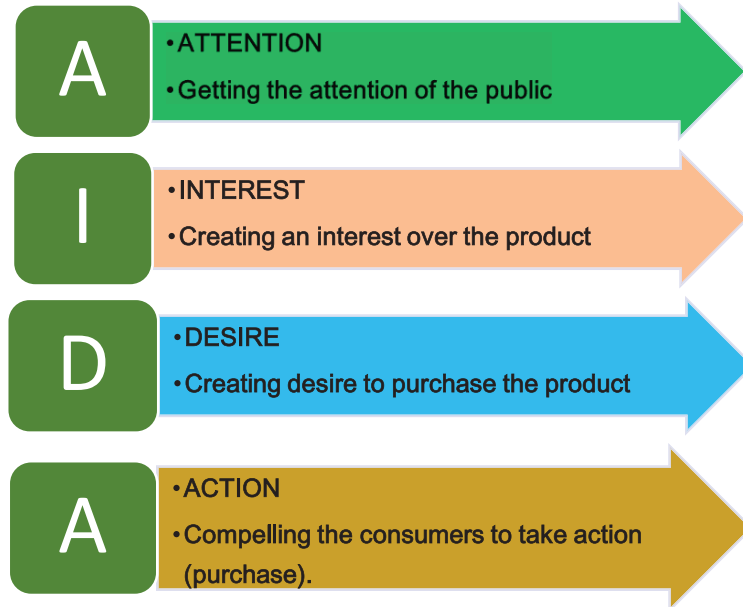 A
• ATTENTION
• Getting the attention of the public
I
• INTEREST
• Creating an interest over the product
D
• DESIRE
• Creating desire to purchase the product
A
• ACTION
• Compelling the consumers to take action
(purchase).